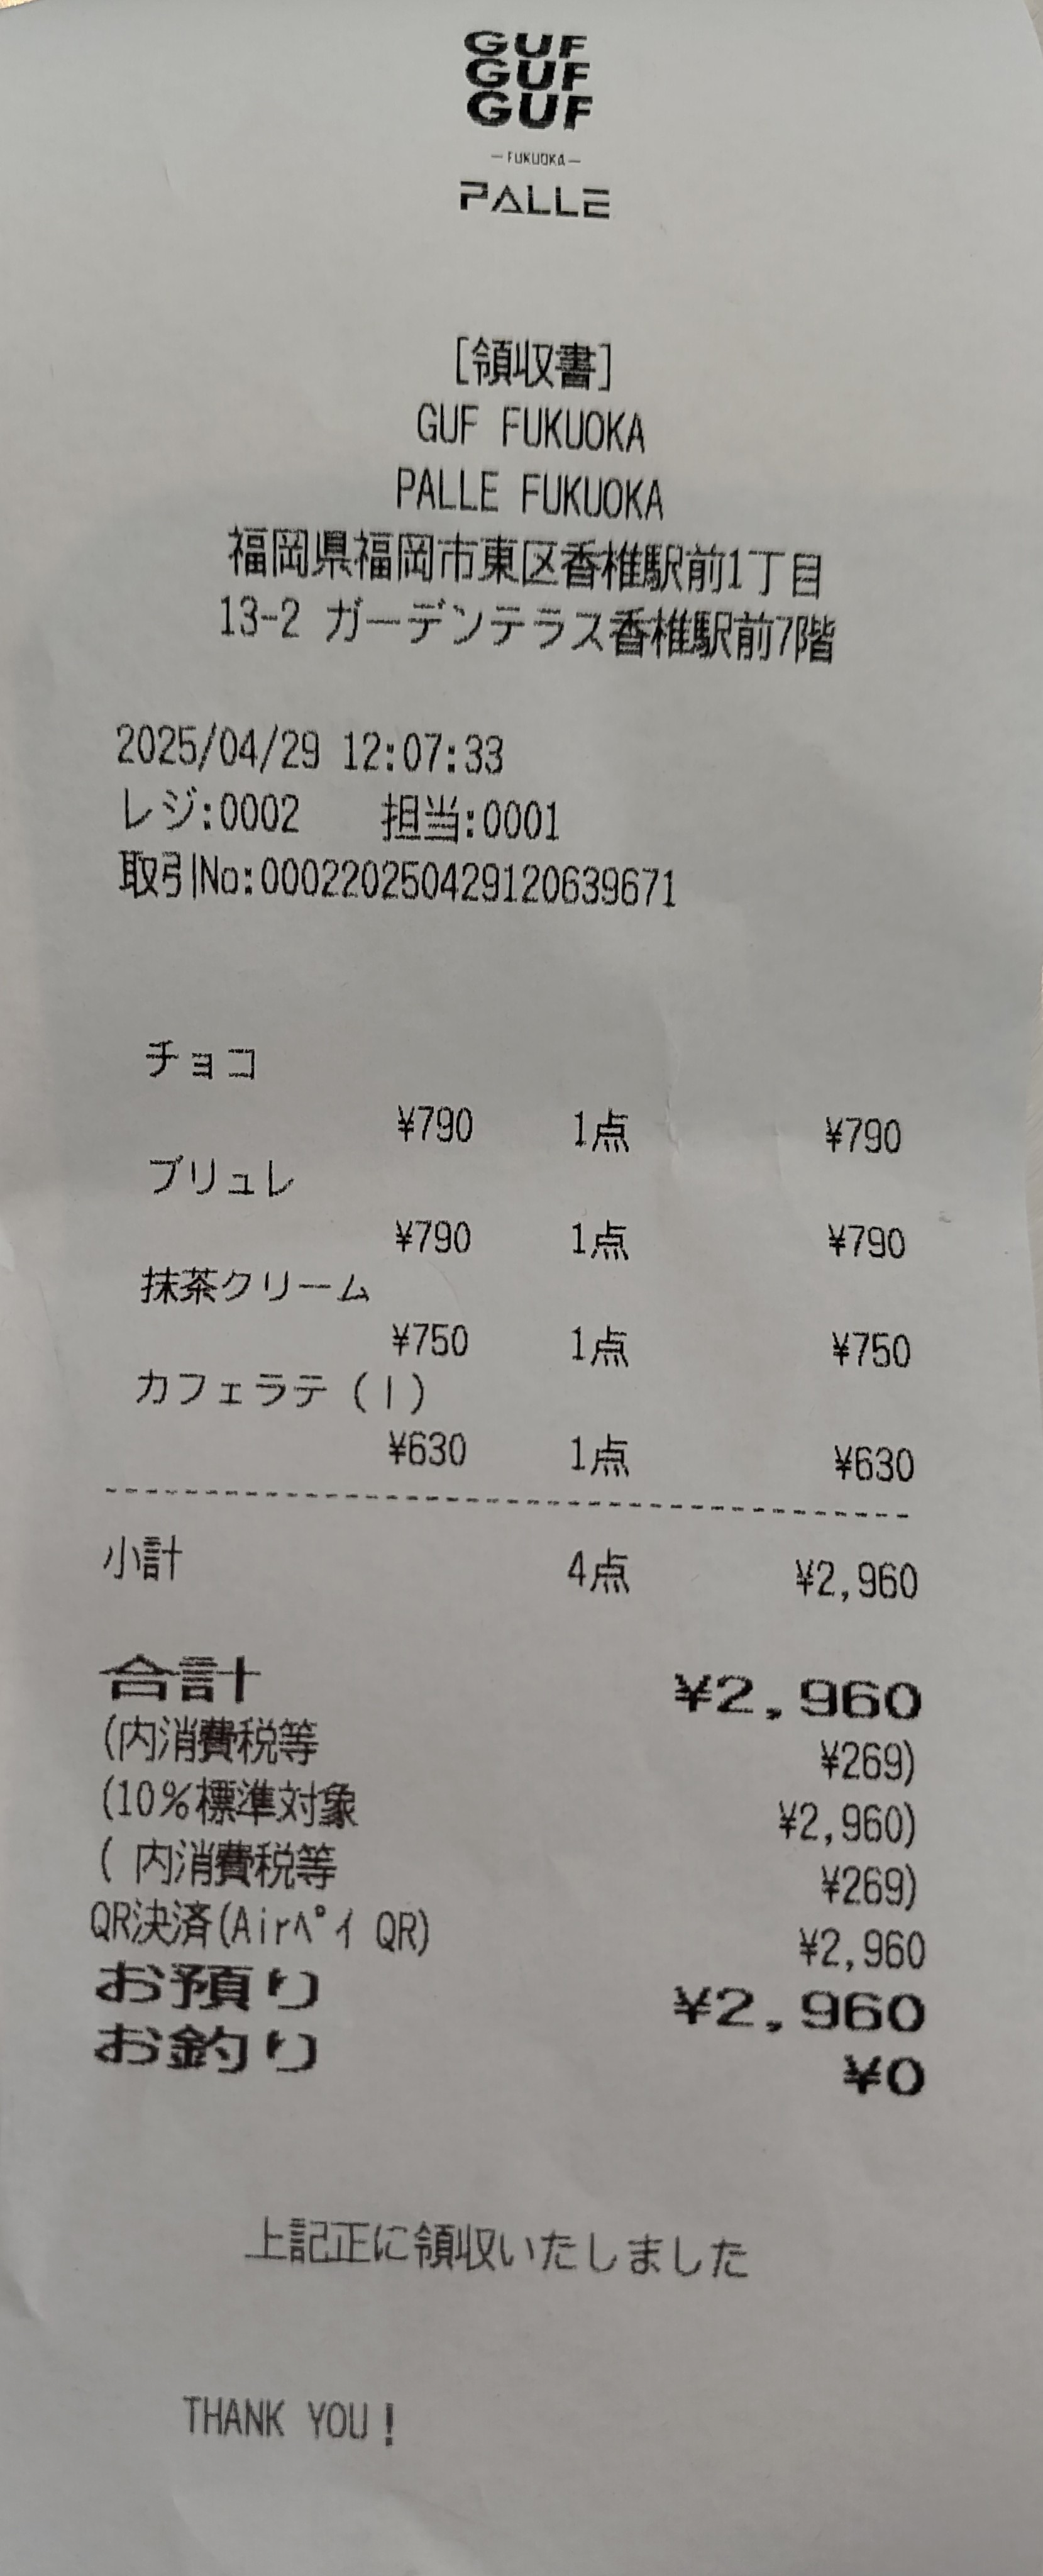 GUF
GUF
GUF
—FUKUOKA—
PALLE
[領収書]
GUF FUKUOKA
PALLE FUKUOKA
福岡県福岡市東区香椎駅前1丁目
13-2 ガーデンテラス香椎駅前7階
2025/04/29 12:07:33
レジ:0002 担当:0001
取引No:000220250429120639671
チョコ
¥790 1点 ¥790
ブリュレ
¥790 1点 ¥790
抹茶クリーム
¥750 1点 ¥750
カフェラテ(I)
¥630 1点 ¥630
小計 4点 ¥2,960
合計 ¥2,960
(内消費税等 ¥269)
(10%標準対象 ¥2,960)
( 内消費税等 ¥269)
QR決済(Airペイ QR) ¥2,960
お預り ¥2,960
お釣り ¥0
上記正に領収いたしました
THANK YOU!